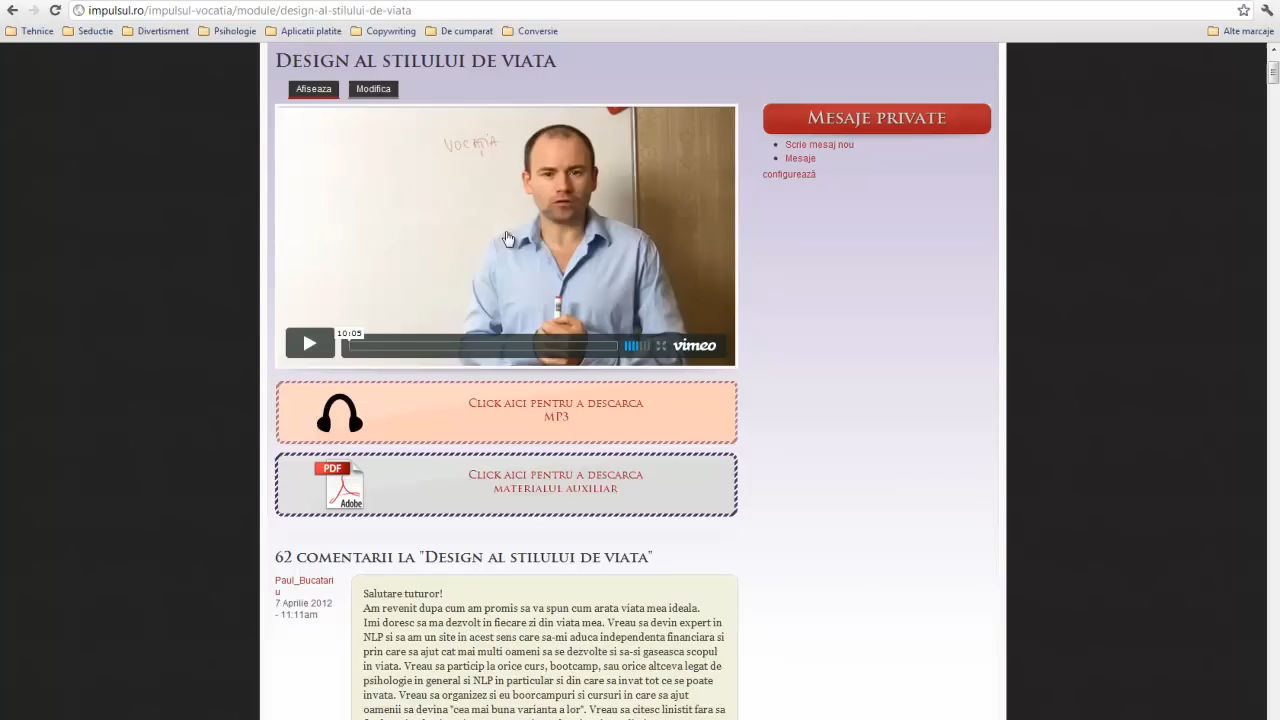 impulsul.ro/impulsul-vocatia/module/design-al-stilului-de-viata
Tehnice Seductie Divertisment Psihologie Aplicatii platite Copywriting De cumparat Conversie Alte marcaje
Design al stilului de viata
Afiseaza Modifica
VOCAȚIA
10:05
vimeo
Mesaje private
Scrie mesaj nou
Mesaje
configurează
Click aici pentru a descarca
MP3
PDF
Adobe
Click aici pentru a descarca
materialul auxiliar
62 comentarii la "Design al stilului de viata"
Paul_Bucatari
u
7 Aprilie 2012
- 11:11am
Salutare tuturor!
Am revenit dupa cum am promis sa va spun cum arata viata mea ideala.
Imi doresc sa ma dezvolt in fiecare zi din viata mea. Vreau sa devin expert in
NLP si sa am un site in acest sens care sa-mi aduca independenta financiara si
prin care sa ajut cat mai multi oameni sa se dezvolte si sa-si gaseasca scopul
in viata. Vreau sa particip la orice curs, bootcamp, sau orice altceva legat de
psihologie in general si NLP in particular si din care sa invat tot ce se poate
invata. Vreau sa organizez si eu boorcampuri si cursuri in care sa ajut
oamenii sa devina "cea mai buna varianta a lor". Vreau sa citesc linistit fara sa